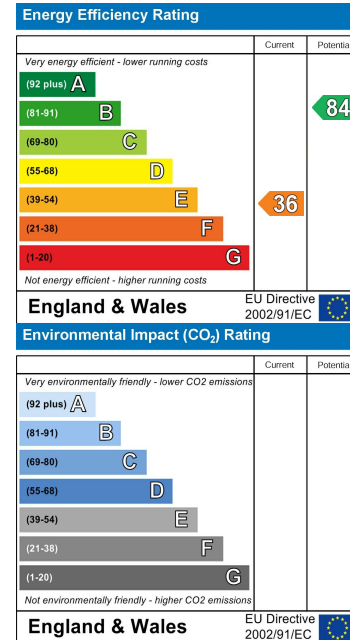 Energy Efficiency Rating
Current Potentia
Very energy efficient - lower running costs
(92 plus) A
(81-91) B
84
(69-80) C
(55-68) D
(39-54) E
36
(21-38) F
(1-20) G
Not energy efficient - higher running costs
England & Wales
EU Directive
2002/91/EC
Environmental Impact (CO2) Rating
Current Potentia
Very environmentally friendly - lower CO2 emissions
(92 plus) A
(81-91) B
(69-80) C
(55-68) D
(39-54) E
(21-38) F
(1-20) G
Not environmentally friendly - higher CO2 emissions
England & Wales
EU Directive
2002/91/EC